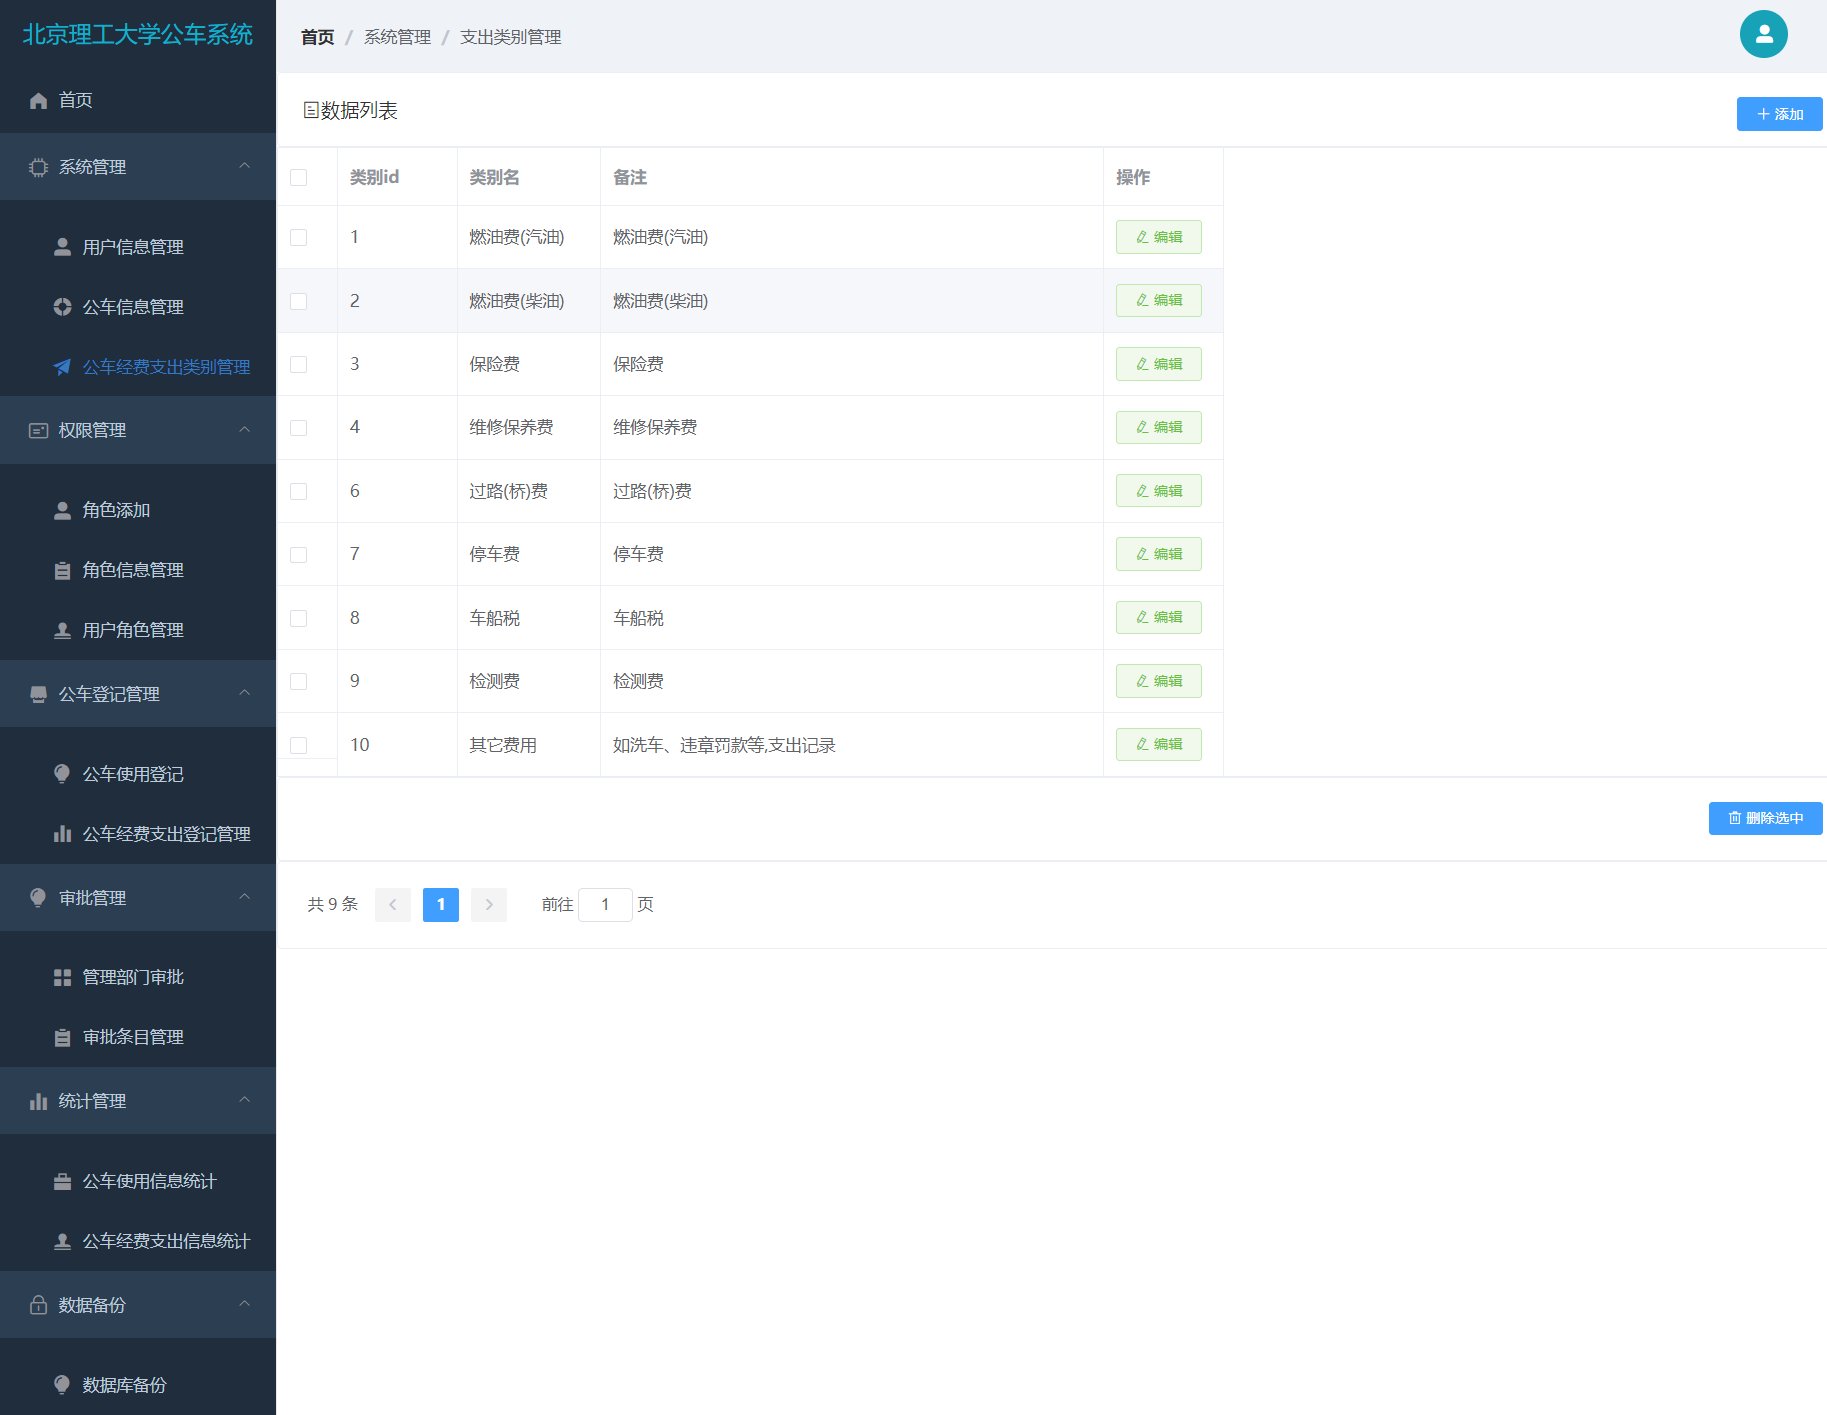 北京理工大学公车系统
首页
系统管理
用户信息管理
公车信息管理
公车经费支出类别管理
权限管理
角色添加
角色信息管理
用户角色管理
公车登记管理
公车使用登记
公车经费支出登记管理
审批管理
管理部门审批
审批条目管理
统计管理
公车使用信息统计
公车经费支出信息统计
数据备份
数据库备份
首页 / 系统管理 / 支出类别管理
数据列表
添加
类别id 类别名 备注 操作
1 燃油费(汽油) 燃油费(汽油) 编辑
2 燃油费(柴油) 燃油费(柴油) 编辑
3 保险费 保险费 编辑
4 维修保养费 维修保养费 编辑
6 过路(桥)费 过路(桥)费 编辑
7 停车费 停车费 编辑
8 车船税 车船税 编辑
9 检测费 检测费 编辑
10 其它费用 如洗车、违章罚款等,支出记录 编辑
删除选中
共 9 条 1 前往 1 页